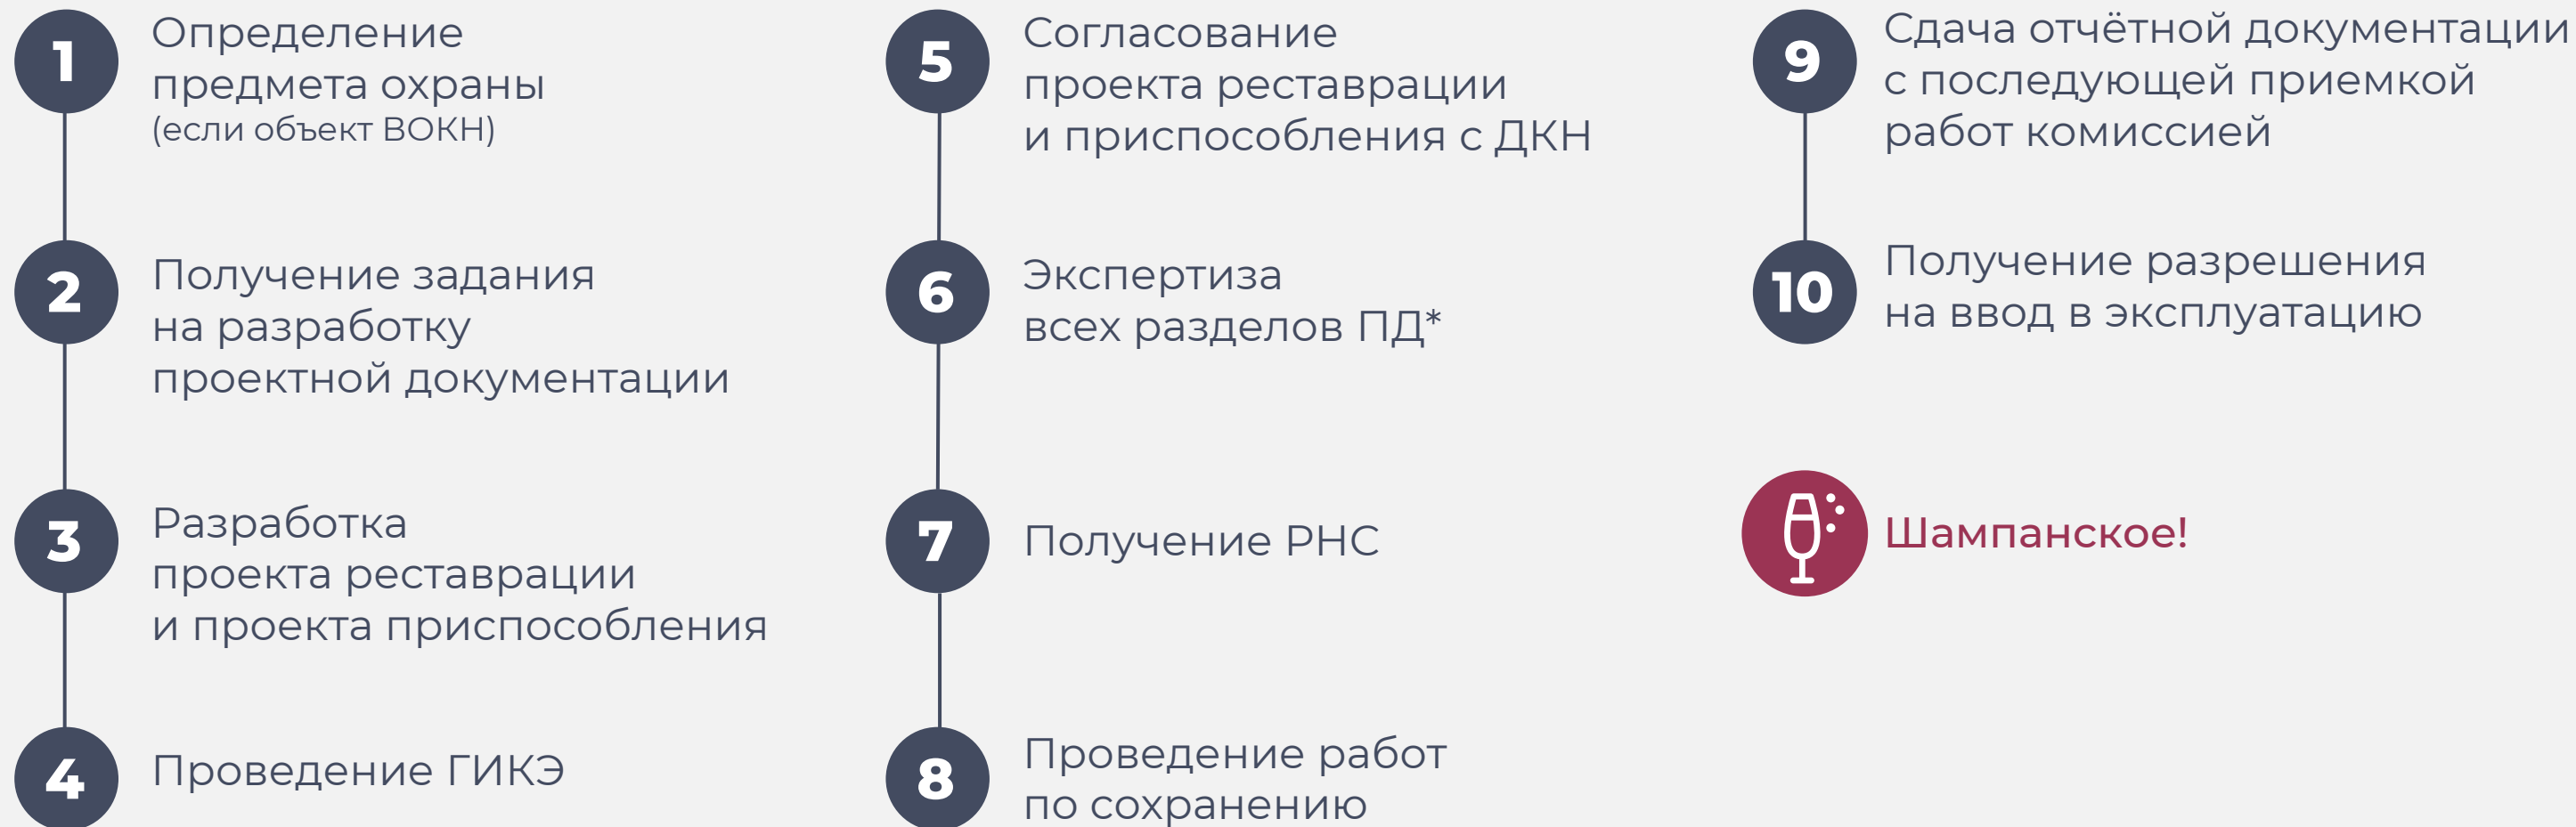 1
Определение
предмета охраны
(если объект ВОКН)
2
Получение задания
на разработку
проектной документации
3
Разработка
проекта реставрации
и проекта приспособления
4
Проведение ГИКЭ
5
Согласование
проекта реставрации
и приспособления с ДКН
6
Экспертиза
всех разделов ПД*
7
Получение РНС
8
Проведение работ
по сохранению
9
Сдача отчётной документации
с последующей приемкой
работ комиссией
10
Получение разрешения
на ввод в эксплуатацию
Шампанское!